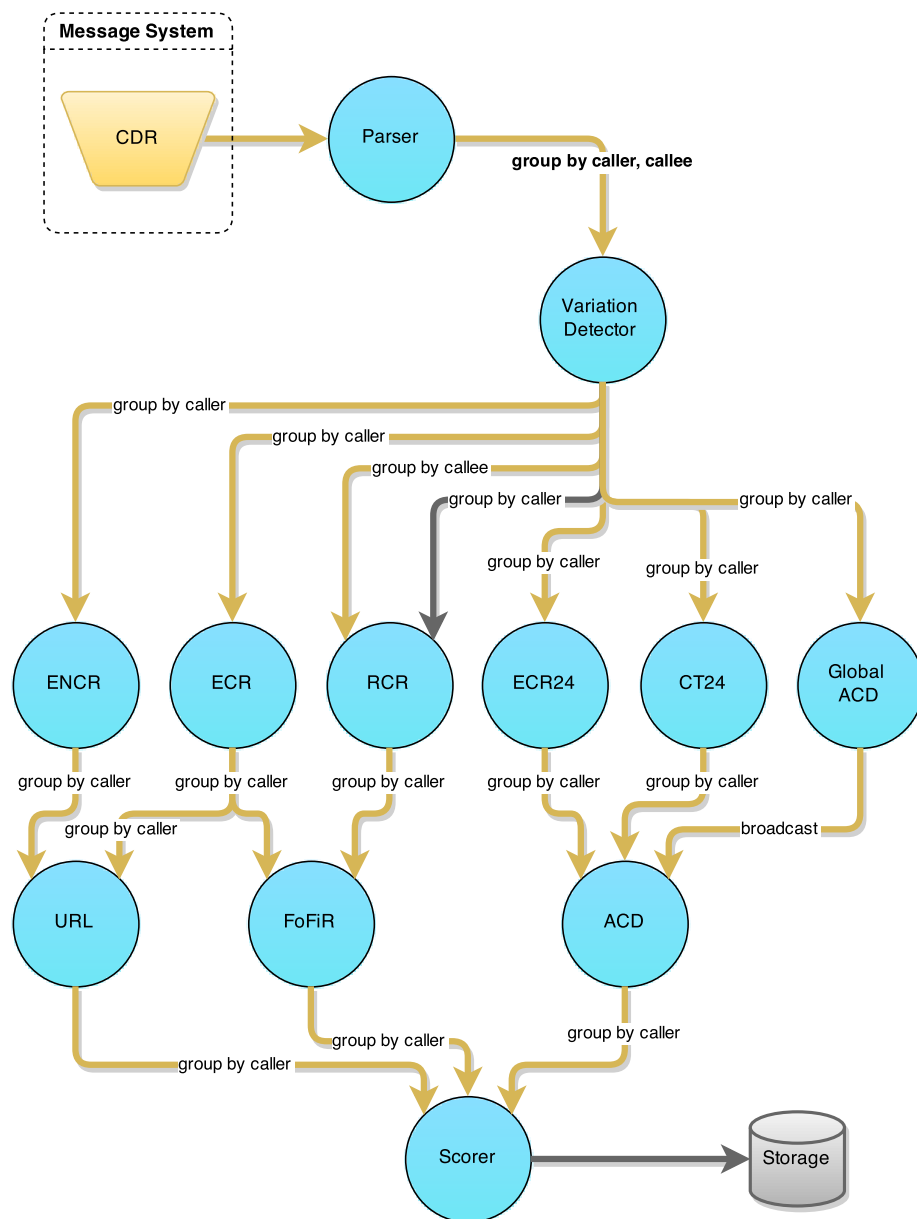 Message System
CDR
Parser
group by caller, callee
Variation
Detector
group by caller
group by caller
group by callee
group by caller
group by caller
group by caller
group by caller
ENCR
ECR
RCR
ECR24
CT24
Global
ACD
group by caller
group by caller
group by caller
group by caller
group by caller
group by caller
broadcast
URL
FoFiR
ACD
group by caller
group by caller
group by caller
Scorer
Storage